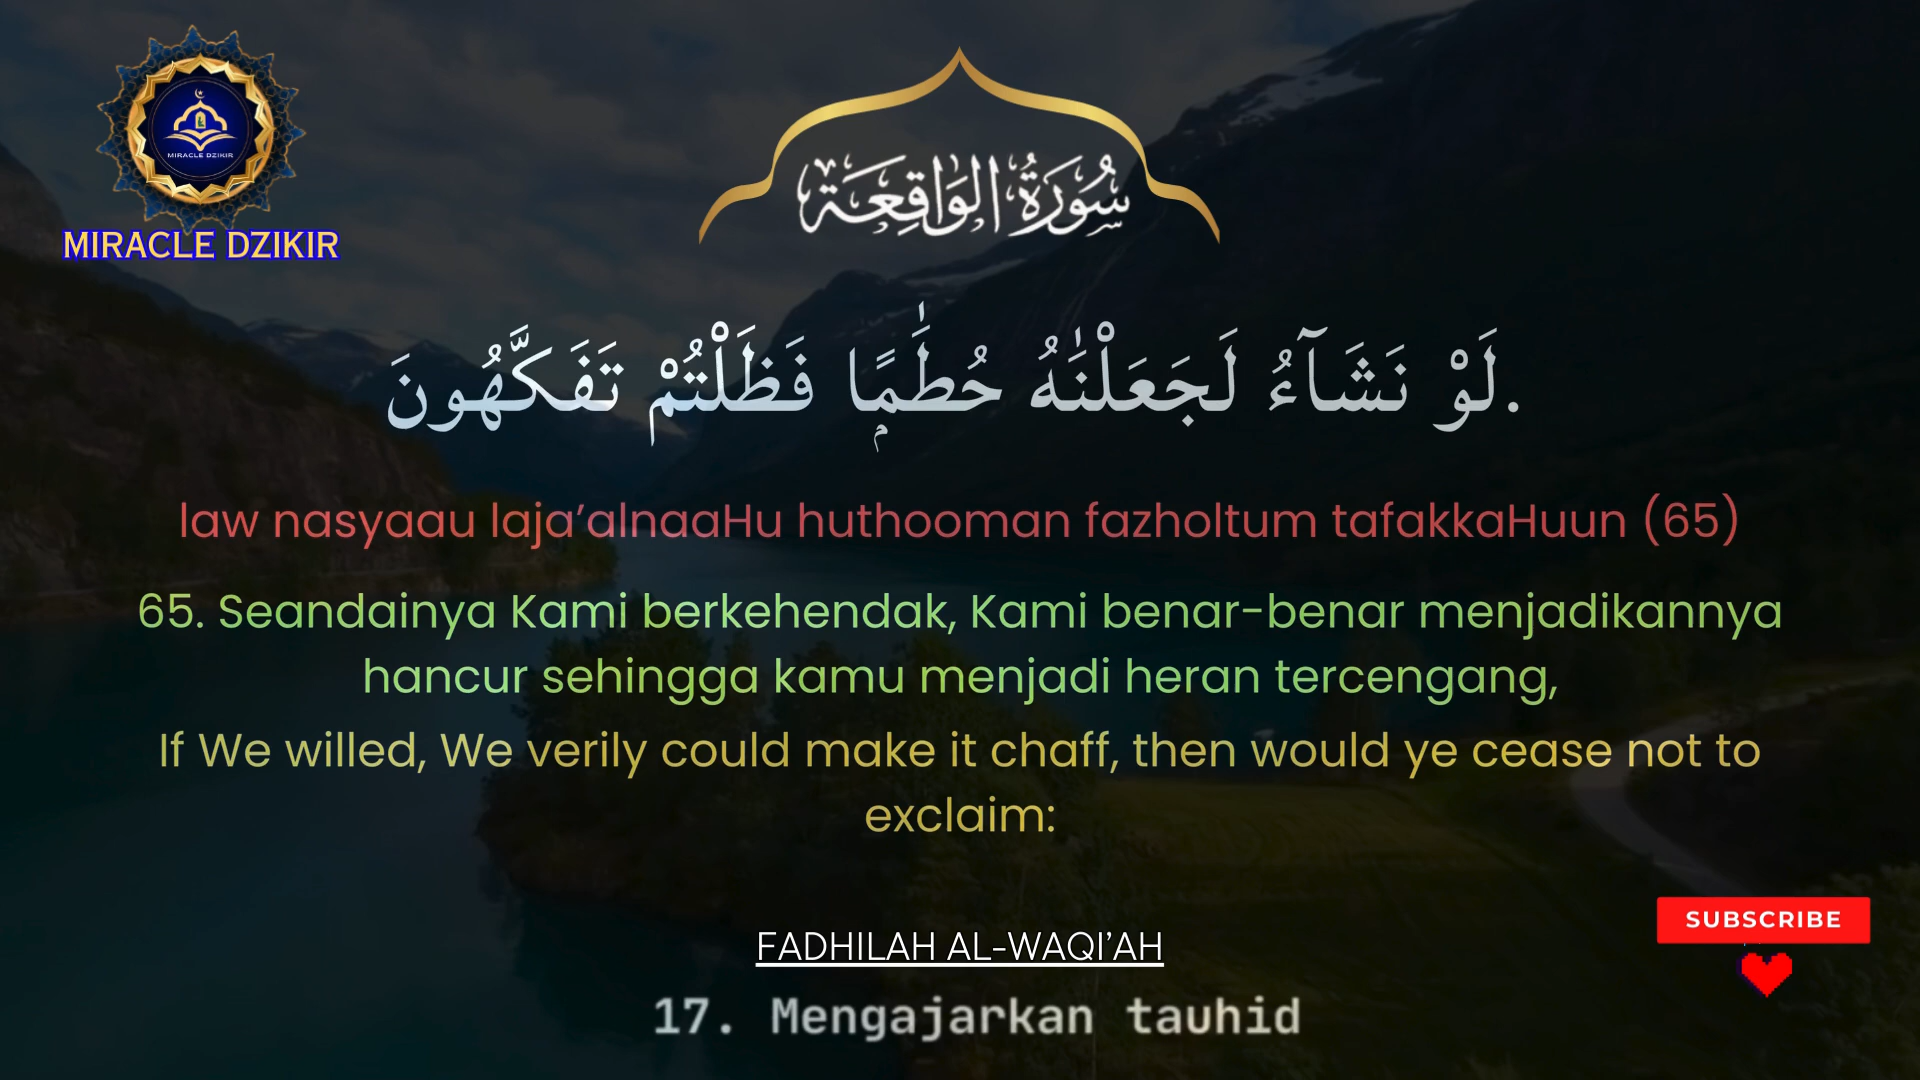 MIRACLE DZIKIR
MIRACLE DZIKIR
سُورَةُ الوَاقِعَة
لَوْ نَشَآءُ لَجَعَلْنَٰهُ حُطَٰمًۭا فَظَلْتُمْ تَفَكَّهُونَ.
law nasyaau laja’alnaaHu huthooman fazholtum tafakkaHuun (65)
65. Seandainya Kami berkehendak, Kami benar-benar menjadikannya
hancur sehingga kamu menjadi heran tercengang,
If We willed, We verily could make it chaff, then would ye cease not to
exclaim:
FADHILAH AL-WAQI’AH
SUBSCRIBE
17. Mengajarkan tauhid